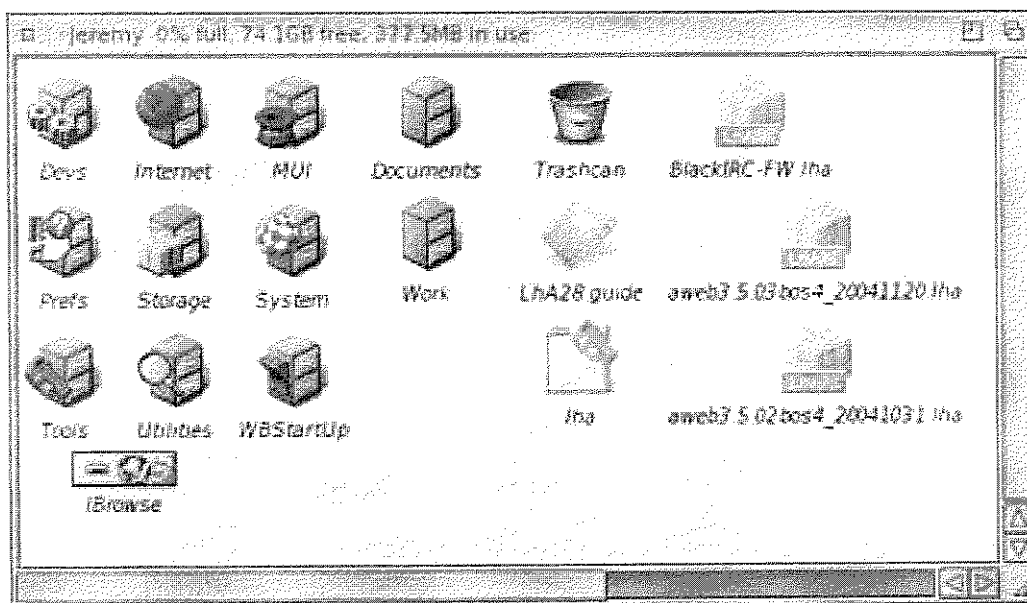 jeremy 0% full, 74.1GB free, 377.5MB in use
Devs Internet MUI Documents Trashcan BlackIRC-FW.lha
Prefs Storage System Work LhA28.guide aweb3.5.03bos4_20041120.lha
Tools Utilities WBStartUp lha aweb3.5.02bos4_20041031.lha
iBrowse